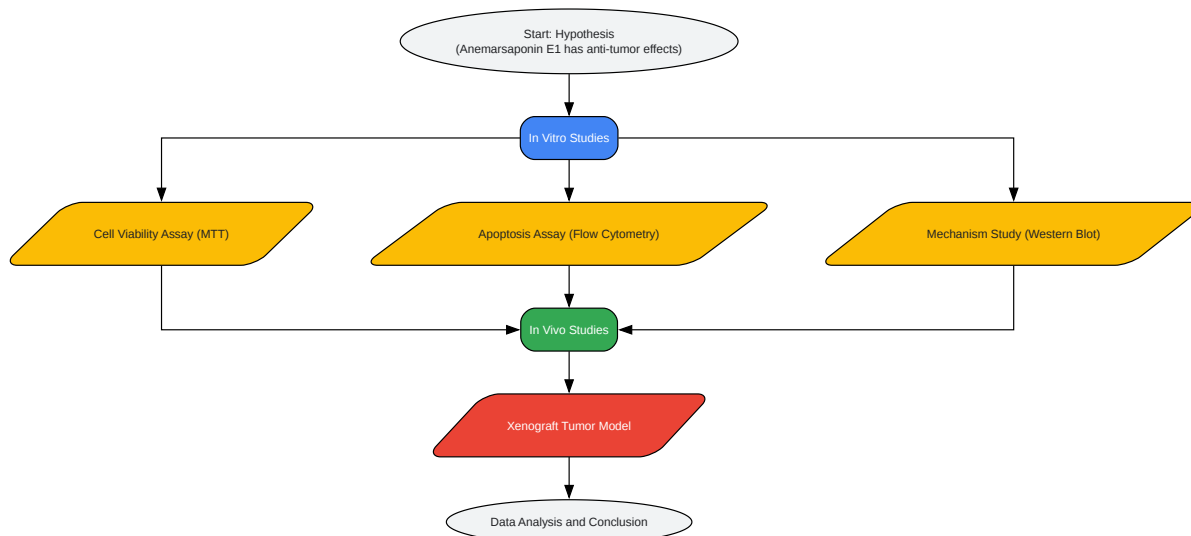 Start: Hypothesis
(Anemarsaponin E1 has anti-tumor effects)
In Vitro Studies
Cell Viability Assay (MTT)
Apoptosis Assay (Flow Cytometry)
Mechanism Study (Western Blot)
In Vivo Studies
Xenograft Tumor Model
Data Analysis and Conclusion